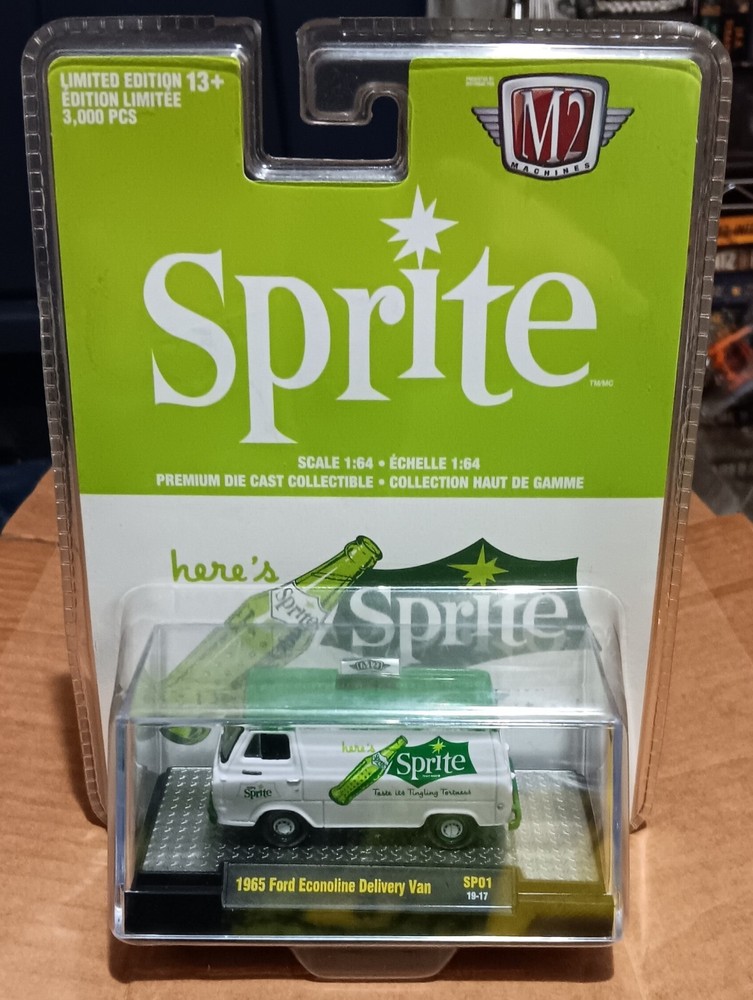 LIMITED EDITION 13+
ÉDITION LIMITÉE
3,000 PCS
M2
MACHINES
Sprite
TM/MC
SCALE 1:64 • ÉCHELLE 1:64
PREMIUM DIE CAST COLLECTIBLE • COLLECTION HAUT DE GAMME
here's
Sprite
Sprite
M2
here's
Sprite
Sprite
Taste its Tingling Tartness
1965 Ford Econoline Delivery Van
SP01
19-17